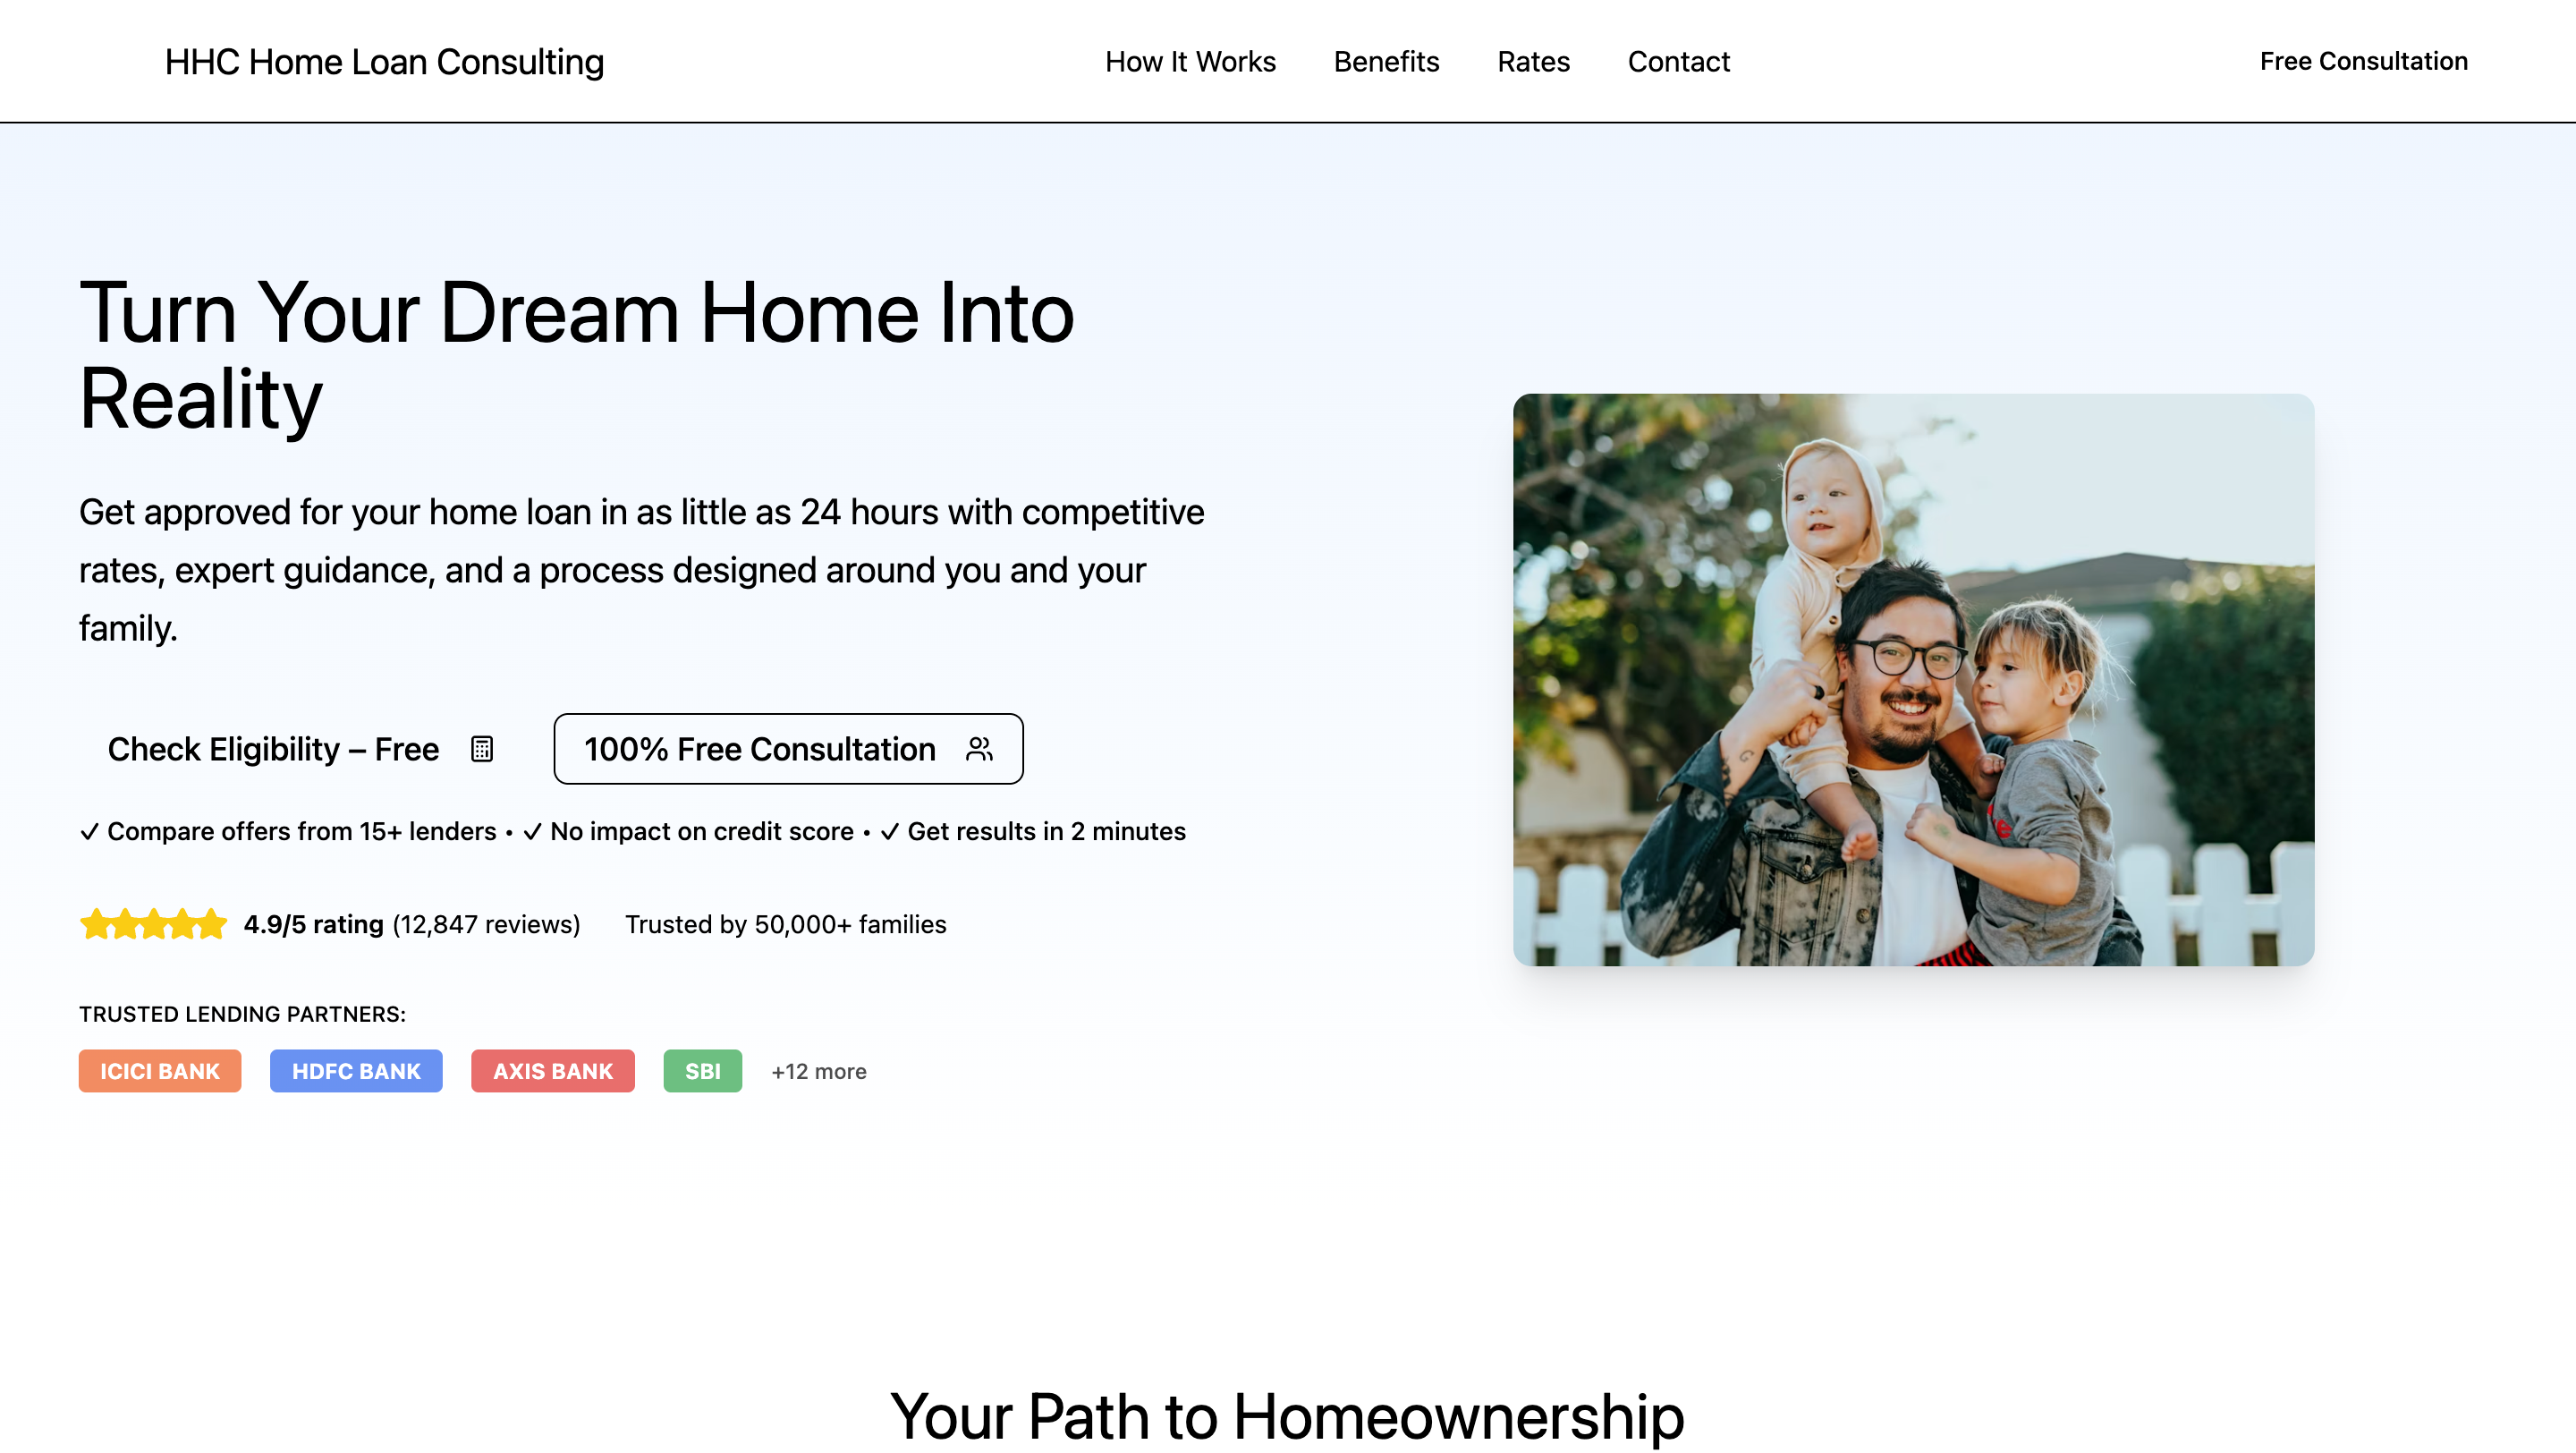 HHC Home Loan Consulting
How It Works
Benefits
Rates
Contact
Free Consultation
Turn Your Dream Home Into
Reality
Get approved for your home loan in as little as 24 hours with competitive
rates, expert guidance, and a process designed around you and your
family.
Check Eligibility – Free
100% Free Consultation
✓ Compare offers from 15+ lenders • ✓ No impact on credit score • ✓ Get results in 2 minutes
4.9/5 rating (12,847 reviews)
Trusted by 50,000+ families
TRUSTED LENDING PARTNERS:
ICICI BANK
HDFC BANK
AXIS BANK
SBI
+12 more
Your Path to Homeownership